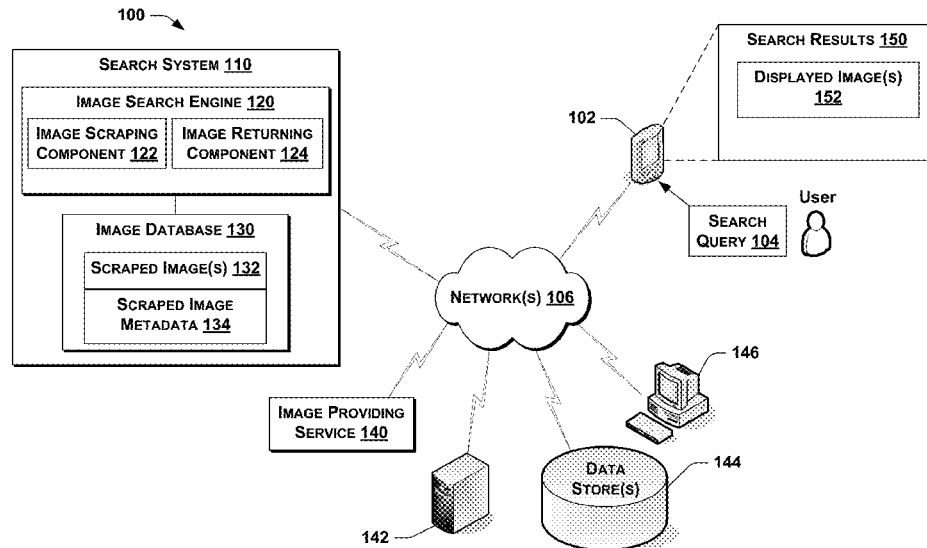 100
SEARCH SYSTEM 110
IMAGE SEARCH ENGINE 120
IMAGE SCRAPING
COMPONENT 122
IMAGE RETURNING
COMPONENT 124
IMAGE DATABASE 130
SCRAPED IMAGE(S) 132
SCRAPED IMAGE
METADATA 134
SEARCH RESULTS 150
DISPLAYED IMAGE(S)
152
102
SEARCH
QUERY 104
User
NETWORK(S) 106
IMAGE PROVIDING
SERVICE 140
142
DATA
STORE(S)
144
146